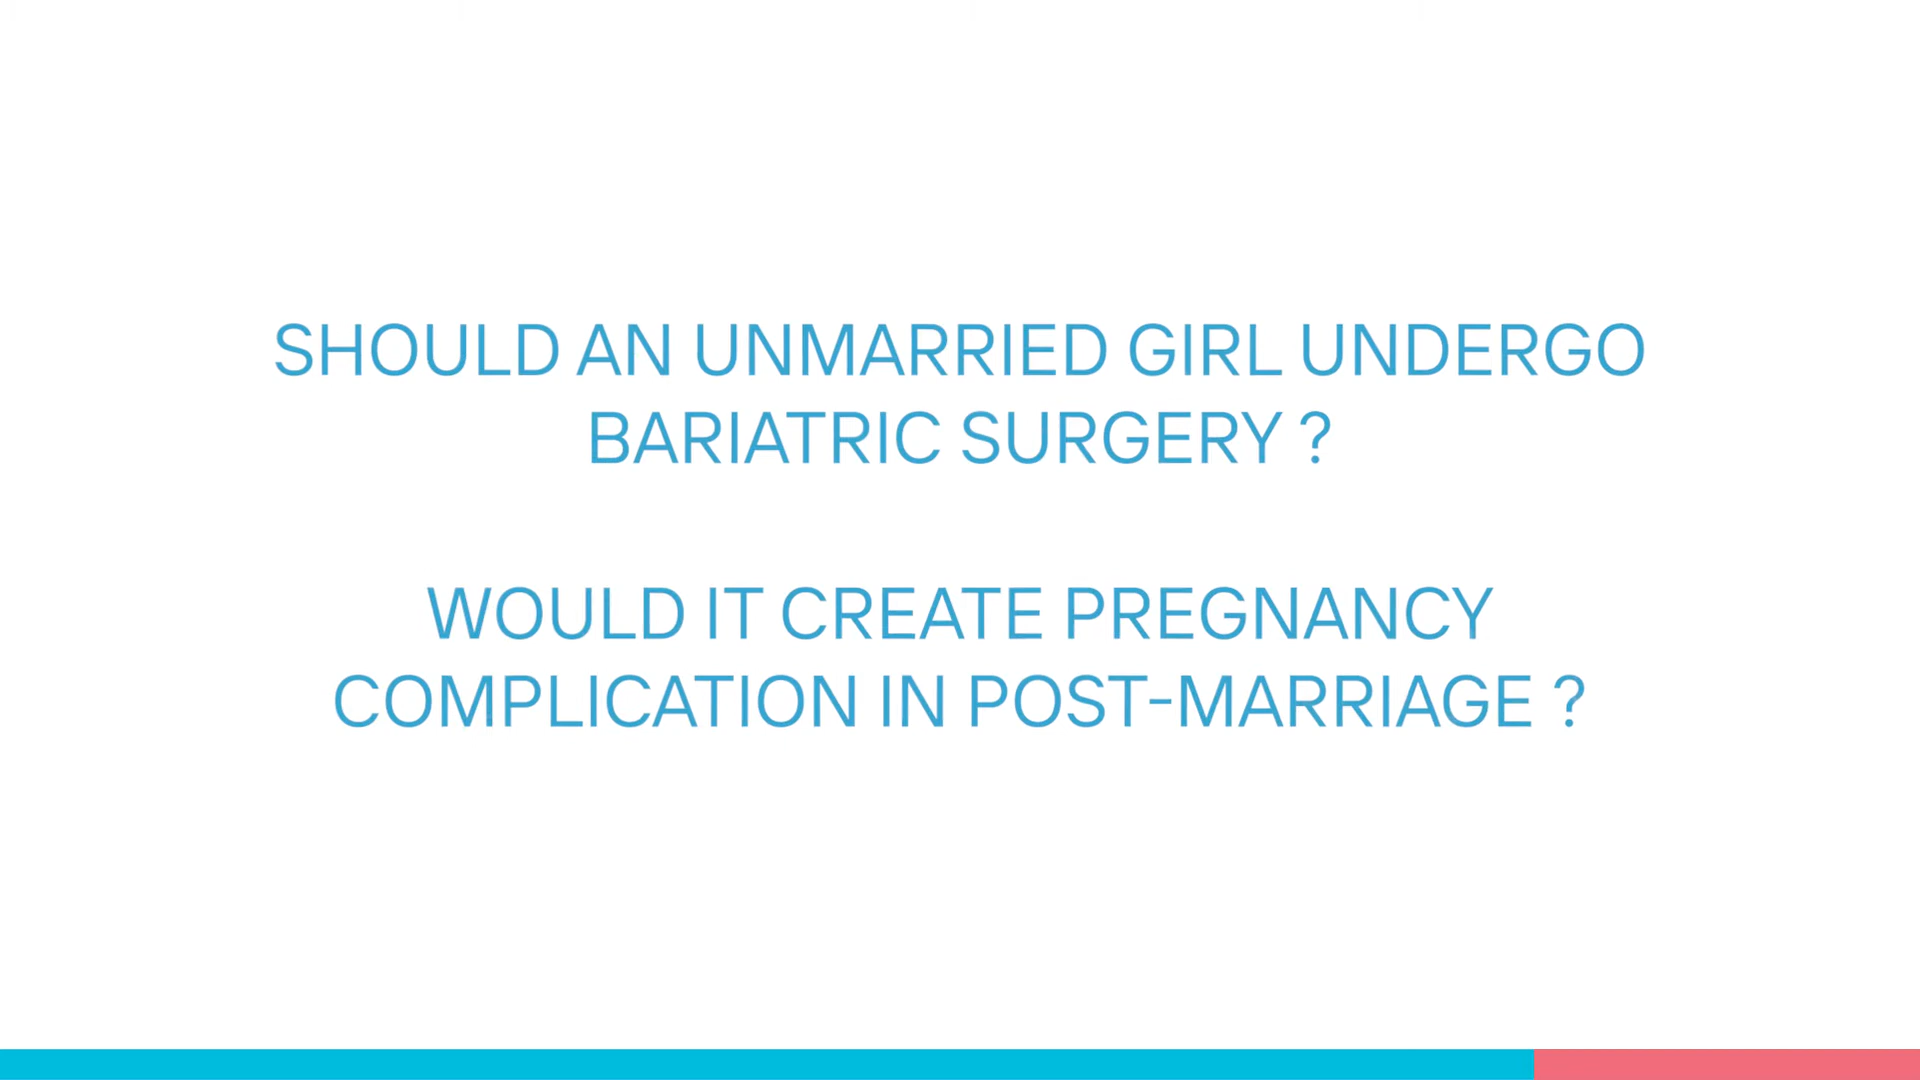 SHOULD AN UNMARRIED GIRL UNDERGO
BARIATRIC SURGERY ?
WOULD IT CREATE PREGNANCY
COMPLICATION IN POST-MARRIAGE ?